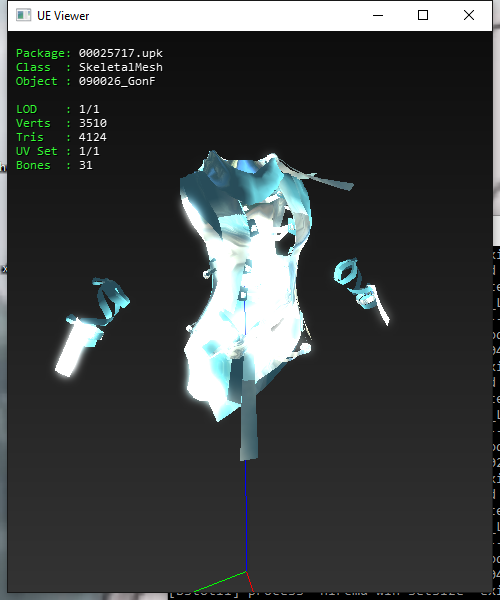 UE Viewer
Package: 00025717.upk
Class : SkeletalMesh
Object : 090026_GonF
LOD : 1/1
Verts : 3510
Tris : 4124
UV Set : 1/1
Bones : 31